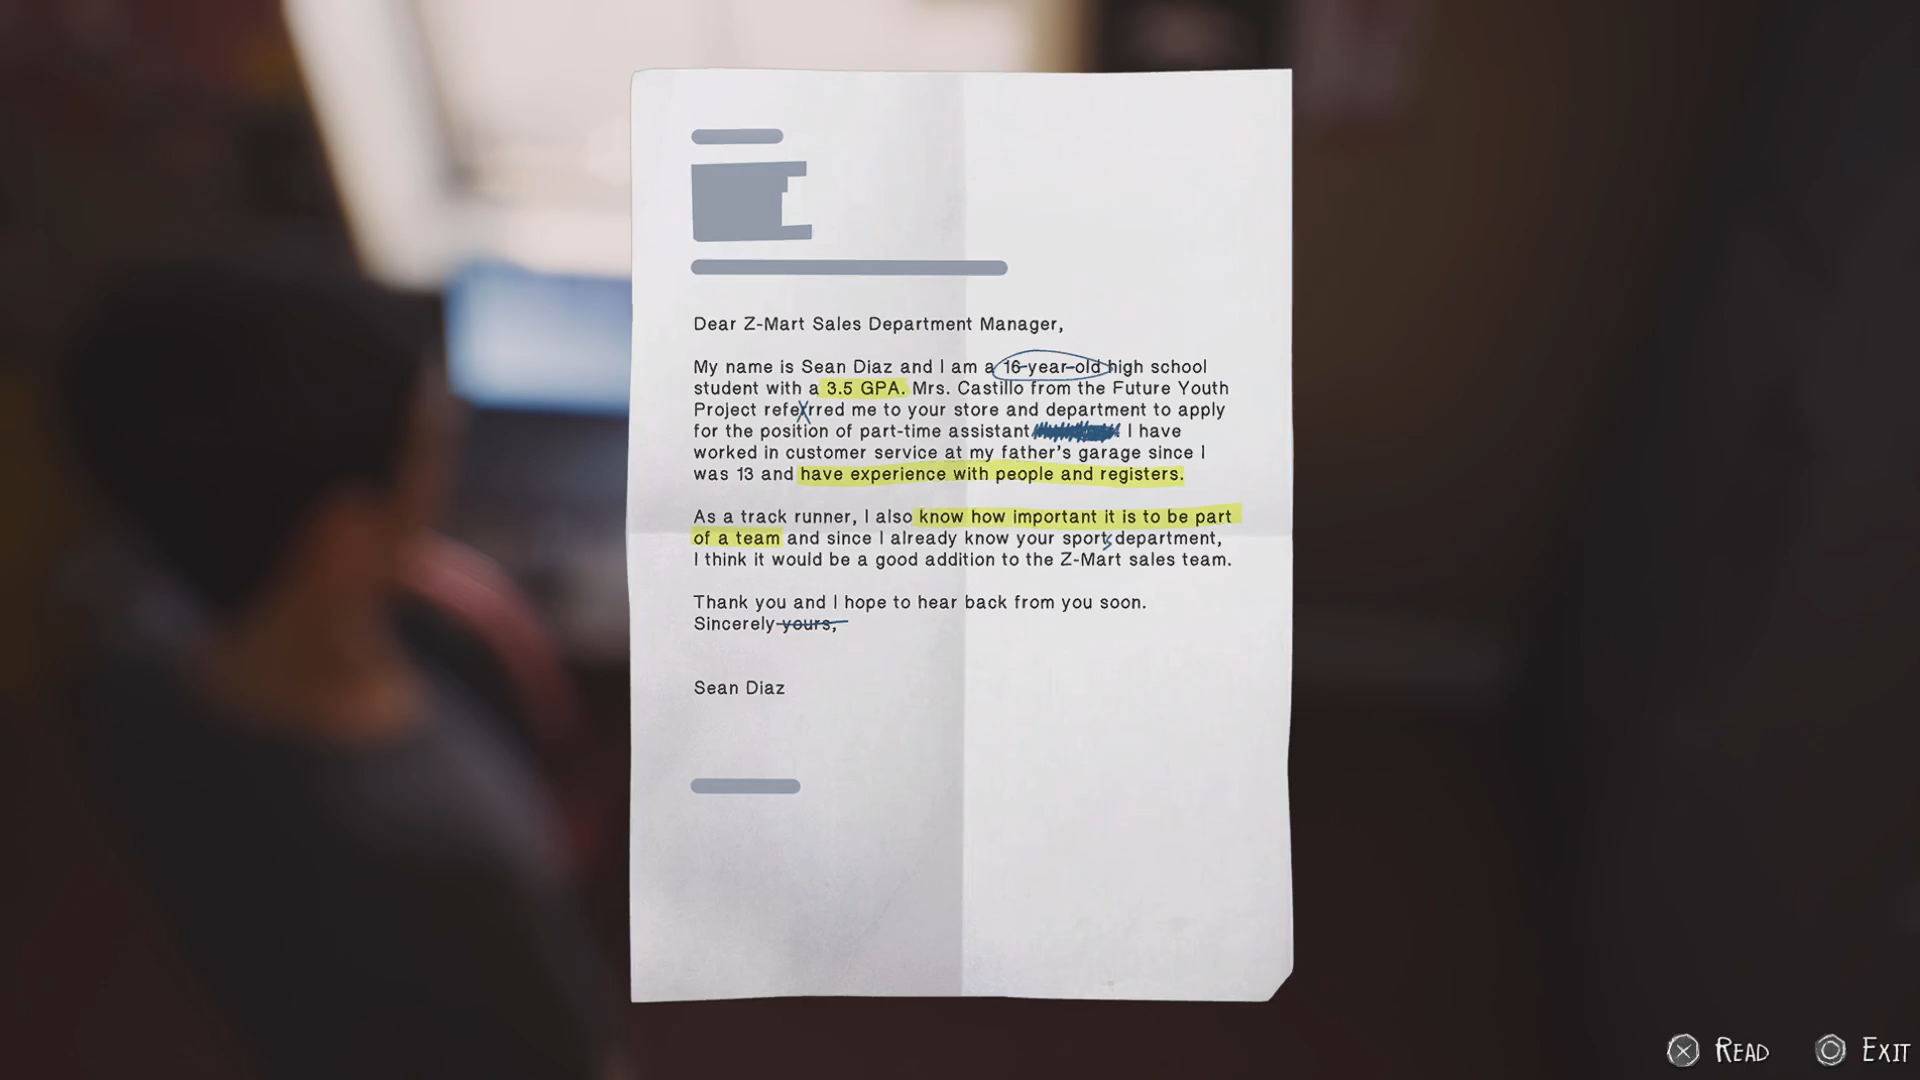 Dear Z-Mart Sales Department Manager,
My name is Sean Diaz and I am a 16-year-old high school
student with a 3.5 GPA. Mrs. Castillo from the Future Youth
Project referrred me to your store and department to apply
for the position of part-time assistant I have
worked in customer service at my father's garage since I
was 13 and have experience with people and registers.
As a track runner, I also know how important it is to be part
of a team and since I already know your sports department,
I think it would be a good addition to the Z-Mart sales team.
Thank you and I hope to hear back from you soon.
Sincerely yours,
Sean Diaz
READ
EXIT